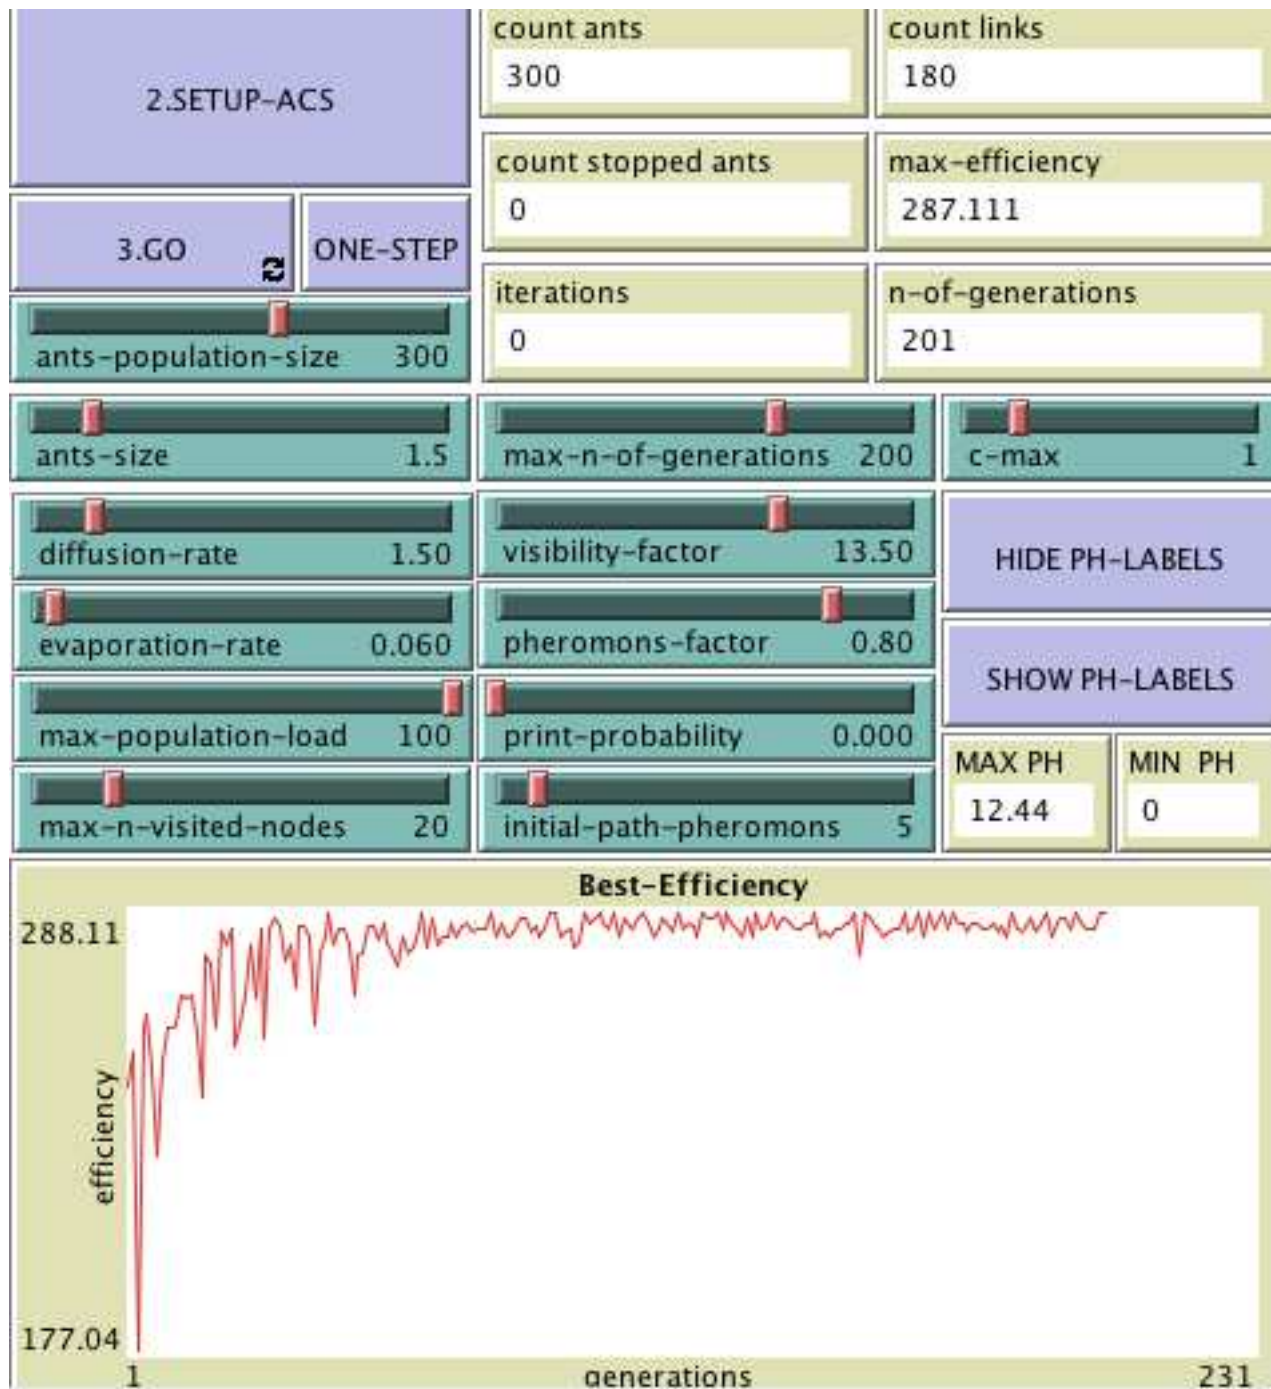 2.SETUP-ACS
count ants
300
count links
180
count stopped ants
0
max-efficiency
287.111
3.GO
ONE-STEP
iterations
0
n-of-generations
201
ants-population-size 300
ants-size 1.5
max-n-of-generations 200
c-max 1
diffusion-rate 1.50
visibility-factor 13.50
HIDE PH-LABELS
evaporation-rate 0.060
pheromons-factor 0.80
SHOW PH-LABELS
max-population-load 100
print-probability 0.000
MAX PH
12.44
MIN PH
0
max-n-visited-nodes 20
initial-path-pheromons 5
Best-Efficiency
288.11
efficiency
177.04
1
generations
231